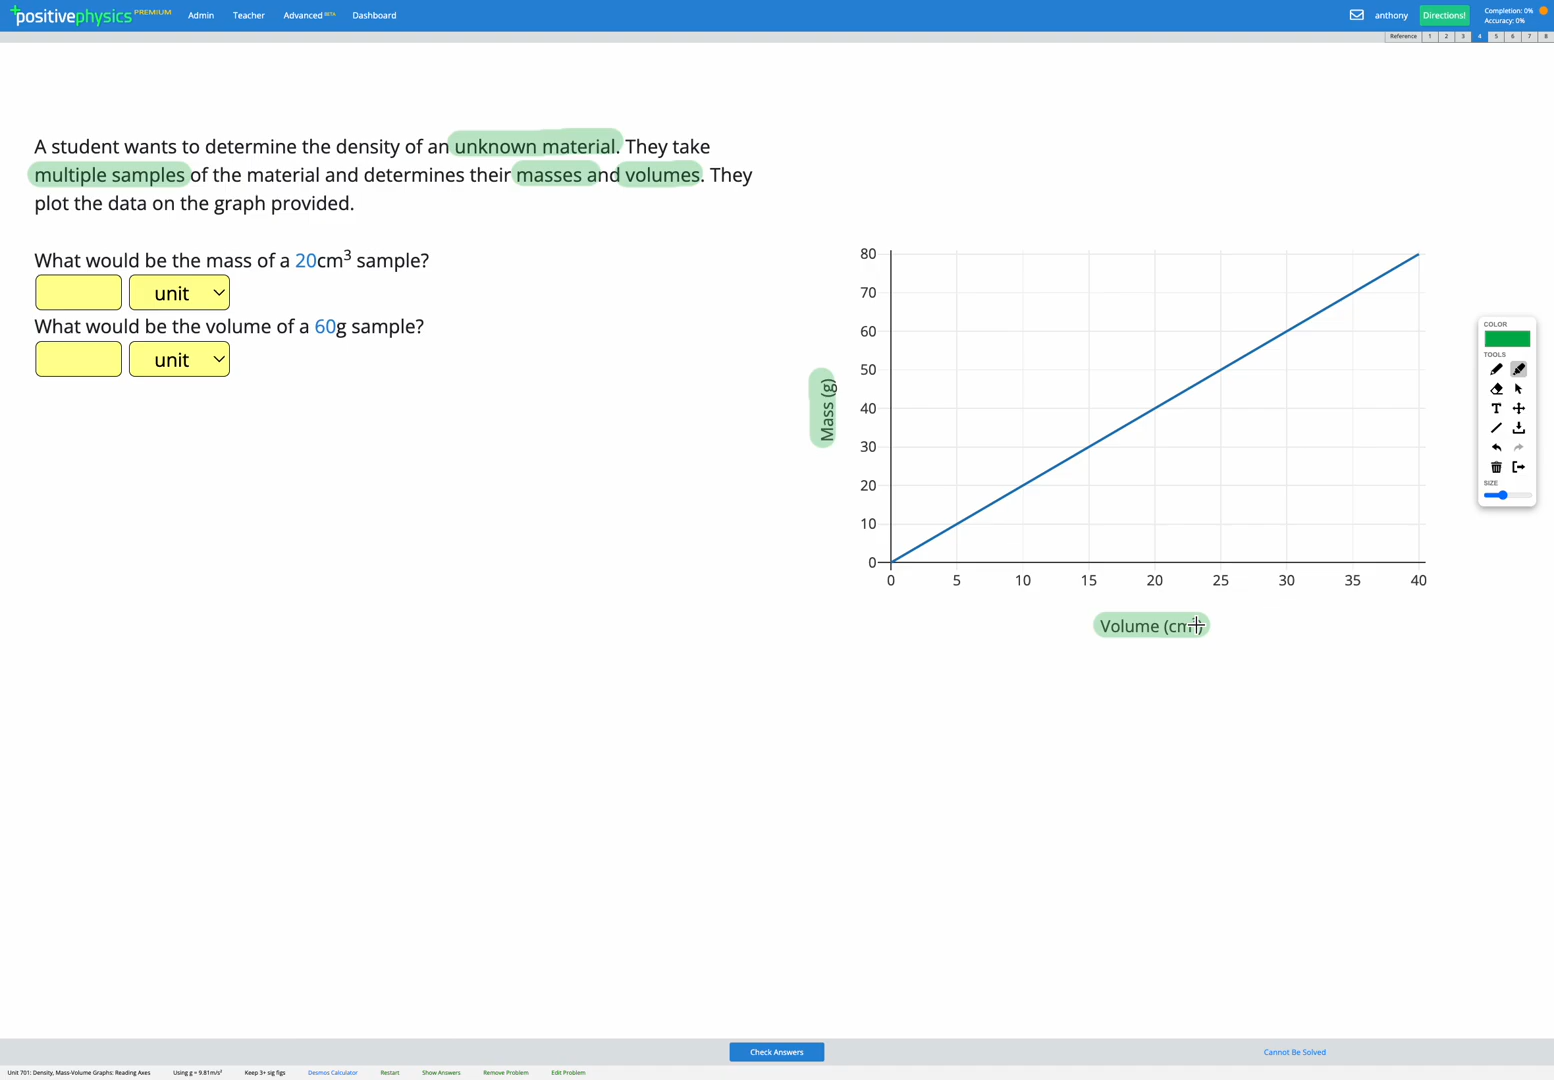 +positivephysics PREMIUM Admin Teacher Advanced BETA Dashboard anthony Directions! Completion: 0%
Accuracy: 0%
Reference 1 2 3 4 5 6 7 8
A student wants to determine the density of an unknown material. They take
multiple samples of the material and determines their masses and volumes. They
plot the data on the graph provided.
What would be the mass of a 20cm³ sample?
unit
What would be the volume of a 60g sample?
unit
80
70
60
50
40
30
20
10
0
Mass (g)
0 5 10 15 20 25 30 35 40
Volume (cm³)
COLOR
TOOLS
T
SIZE
Check Answers
Cannot Be Solved
Unit 701: Density, Mass-Volume Graphs: Reading Axes Using g = 9.81m/s² Keep 3+ sig figs Desmos Calculator Restart Show Answers Remove Problem Edit Problem